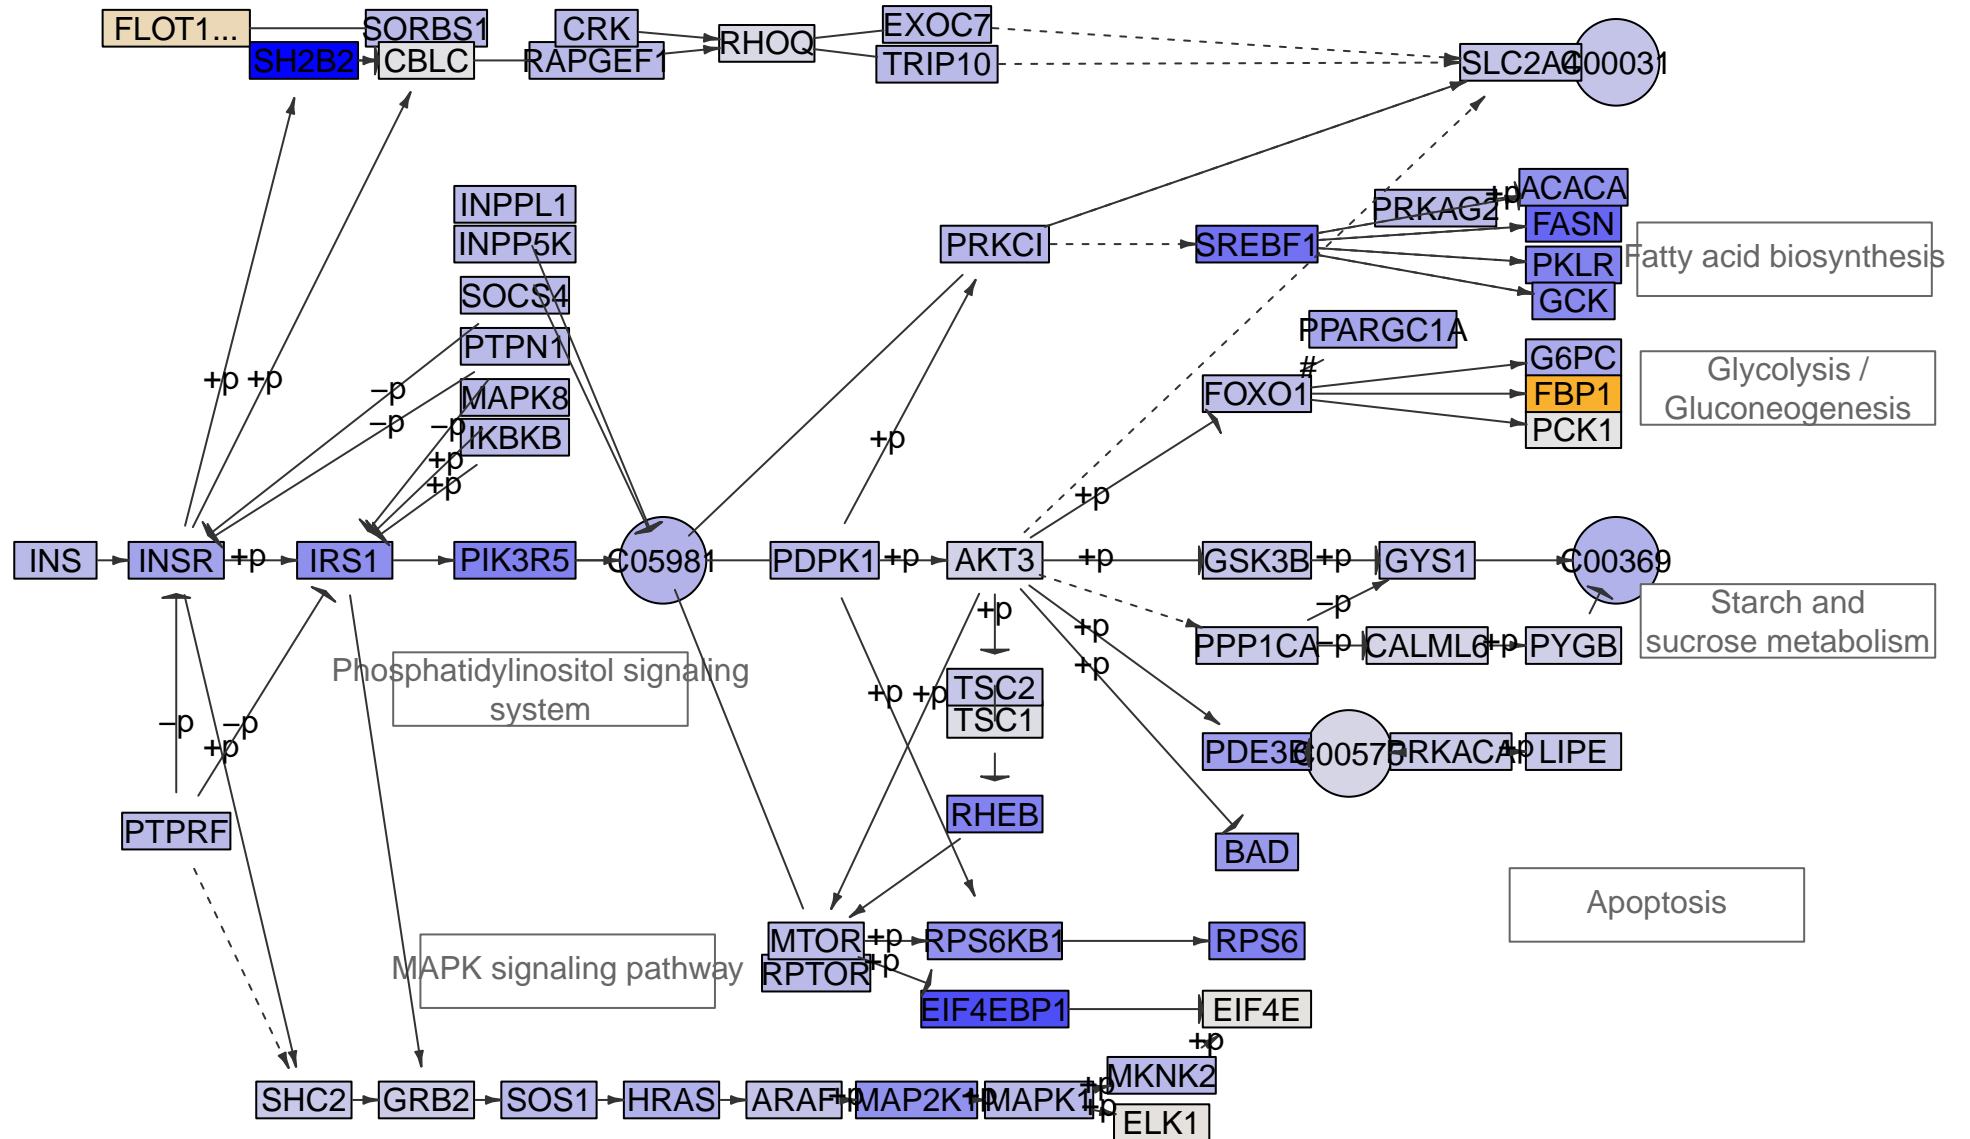 FLOT1...
SORBS1
CRK
EXOC7
SH2B2
CBLC
RAPGEF1
RHOQ
TRIP10
SLC2A4
C00031
INPPL1
INPP5K
SOCS4
PTPN1
MAPK8
IKBKB
PRKCI
SREBF1
PRKAG2
+p
ACACA
FASN
PKLR
GCK
Fatty acid biosynthesis
PPARGC1A
#
FOXO1
G6PC
FBP1
PCK1
Glycolysis /
Gluconeogenesis
+p
+p
–p
–p
–p
+p
+p
+p
+p
INS
INSR
+p
IRS1
PIK3R5
C05981
PDPK1
+p
AKT3
+p
GSK3B
+p
GYS1
C00369
+p
–p
+p
PPP1CA
–p
CALML6
+p
PYGB
Starch and
sucrose metabolism
+p
Phosphatidylinositol signaling
system
+p
+p
TSC2
TSC1
–p
–p
+p
PDE3B
C00575
PRKACA
+p
LIPE
PTPRF
RHEB
BAD
Apoptosis
MAPK signaling pathway
MTOR
RPTOR
+p
+p
RPS6KB1
RPS6
EIF4EBP1
EIF4E
+p
SHC2
GRB2
SOS1
HRAS
ARAF
+p
MAP2K1
+p
MAPK1
+p
+p
MKNK2
ELK1